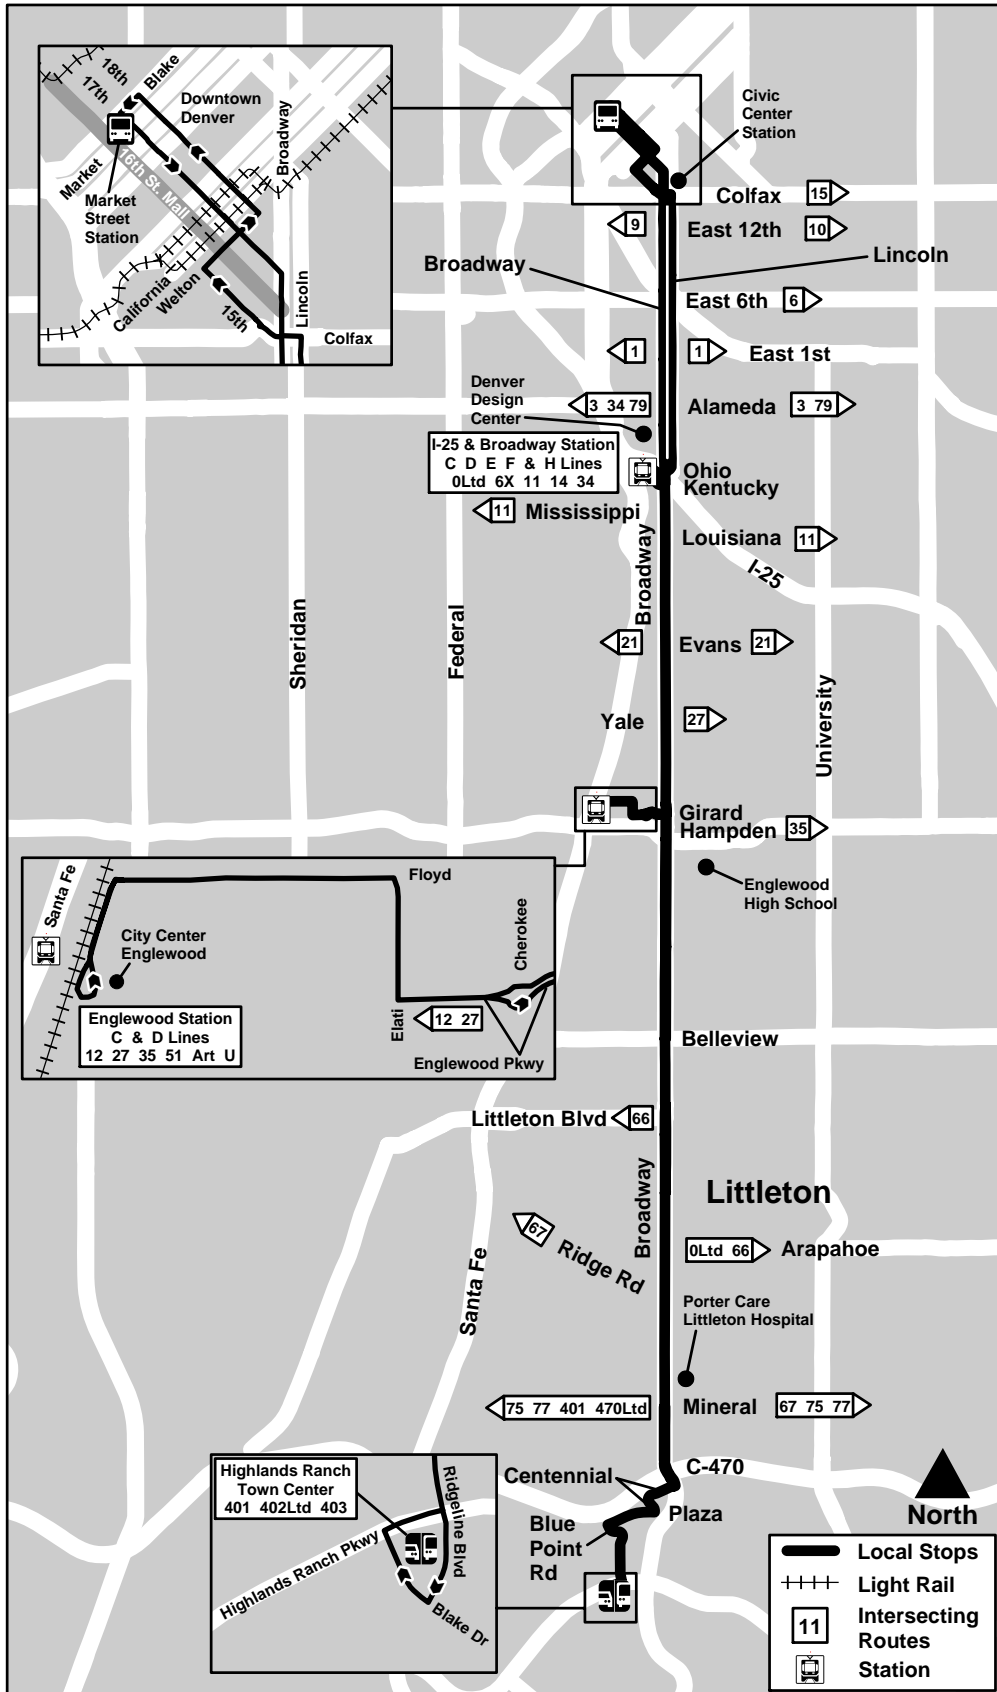 18th
17th
Blake
Downtown
Denver
Broadway
16th St. Mall
Market
Market
Street
Station
California
Welton
15th
Lincoln
Colfax
Civic
Center
Station
Colfax
15
9
East 12th
10
Broadway
Lincoln
East 6th
6
1
1
East 1st
Denver
Design
Center
3 34 79
Alameda
3 79
I-25 & Broadway Station
C D E F & H Lines
0Ltd 6X 11 14 34
Ohio
Kentucky
11
Mississippi
Louisiana
11
I-25
Broadway
Sheridan
Federal
21
Evans
21
Yale
27
University
Girard
Hampden
35
Englewood
High School
Santa Fe
Floyd
City Center
Englewood
Cherokee
Englewood Station
C & D Lines
12 27 35 51 Art U
Elati
12 27
Englewood Pkwy
Belleview
Littleton Blvd
66
Broadway
Littleton
67
Ridge Rd
0Ltd 66
Arapahoe
Santa Fe
Porter Care
Littleton Hospital
75 77 401 470Ltd
Mineral
67 75 77
Highlands Ranch
Town Center
401 402Ltd 403
Ridgeline Blvd
Highlands Ranch Pkwy
Blake Dr
Centennial
C-470
Plaza
Blue
Point
Rd
North
Local Stops
Light Rail
11
Intersecting
Routes
Station